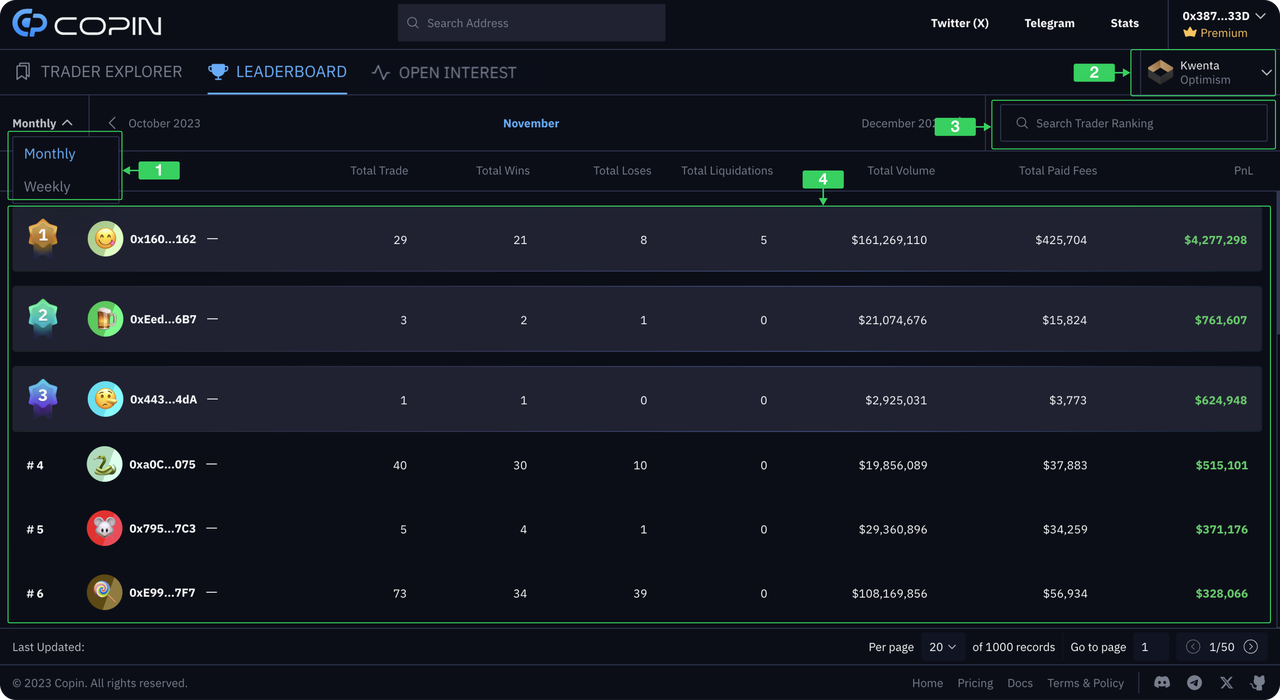 COPIN
Search Address
Twitter (X) Telegram Stats
0x387...33D
Premium
TRADER EXPLORER LEADERBOARD OPEN INTEREST
2
Kwenta
Optimism
Monthly October 2023 November December 3 Search Trader Ranking
Monthly
Weekly
1
Total Trade Total Wins Total Loses Total Liquidations Total Volume Total Paid Fees PnL
4
1 0x160...162 — 29 21 8 5 $161,269,110 $425,704 $4,277,298
2 0xEed...6B7 — 3 2 1 0 $21,074,676 $15,824 $761,607
3 0x443...4dA — 1 1 0 0 $2,925,031 $3,773 $624,948
#4 0xa0C...075 — 40 30 10 0 $19,856,089 $37,883 $515,101
#5 0x795...7C3 — 5 4 1 0 $29,360,896 $34,259 $371,176
#6 0xE99...7F7 — 73 34 39 0 $108,169,856 $56,934 $328,066
Last Updated: Per page 20 of 1000 records Go to page 1 1/50
© 2023 Copin. All rights reserved. Home Pricing Docs Terms & Policy